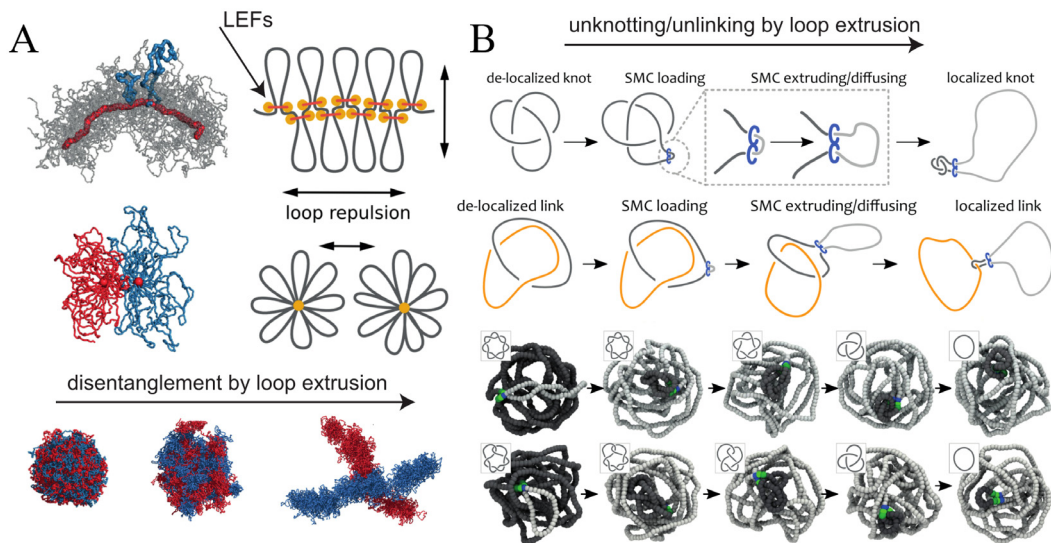 A
LEFs
loop repulsion
disentanglement by loop extrusion
B
unknotting/unlinking by loop extrusion
de-localized knot
SMC loading
SMC extruding/diffusing
localized knot
de-localized link
SMC loading
SMC extruding/diffusing
localized link